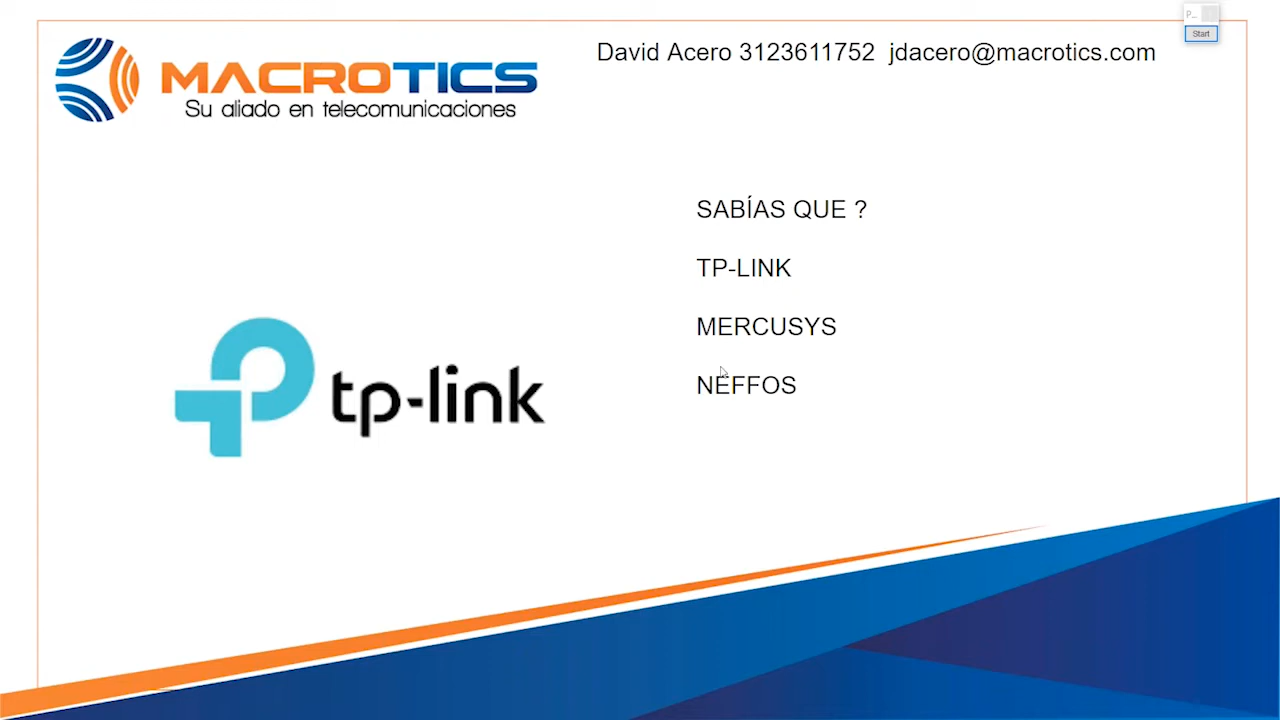 MACROTICS
Su aliado en telecomunicaciones
David Acero 3123611752 jdacero@macrotics.com
P...
Start
SABÍAS QUE ?
TP-LINK
MERCUSYS
NEFFOS
tp-link